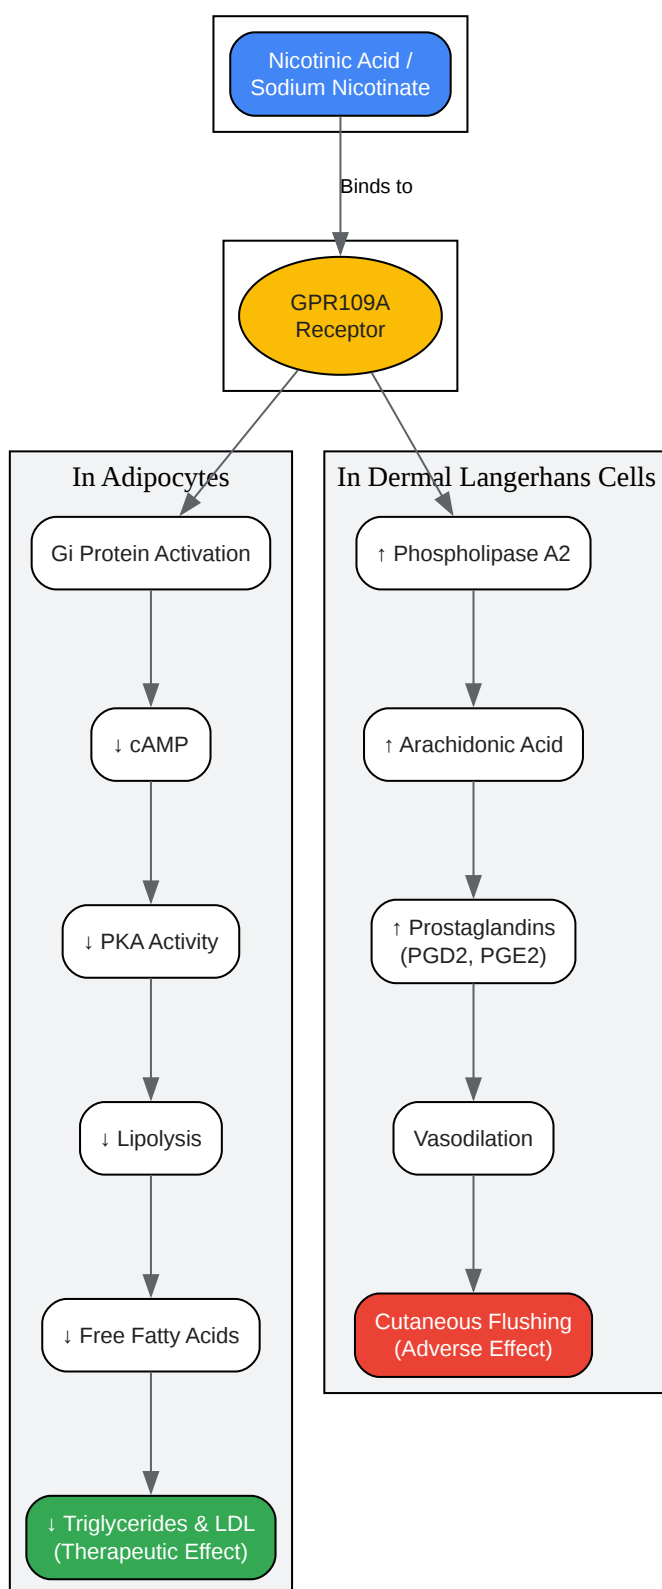 Nicotinic Acid /
Sodium Nicotinate
Binds to
GPR109A
Receptor
In Adipocytes
Gi Protein Activation
↓ cAMP
↓ PKA Activity
↓ Lipolysis
↓ Free Fatty Acids
↓ Triglycerides & LDL
(Therapeutic Effect)
In Dermal Langerhans Cells
↑ Phospholipase A2
↑ Arachidonic Acid
↑ Prostaglandins
(PGD2, PGE2)
Vasodilation
Cutaneous Flushing
(Adverse Effect)